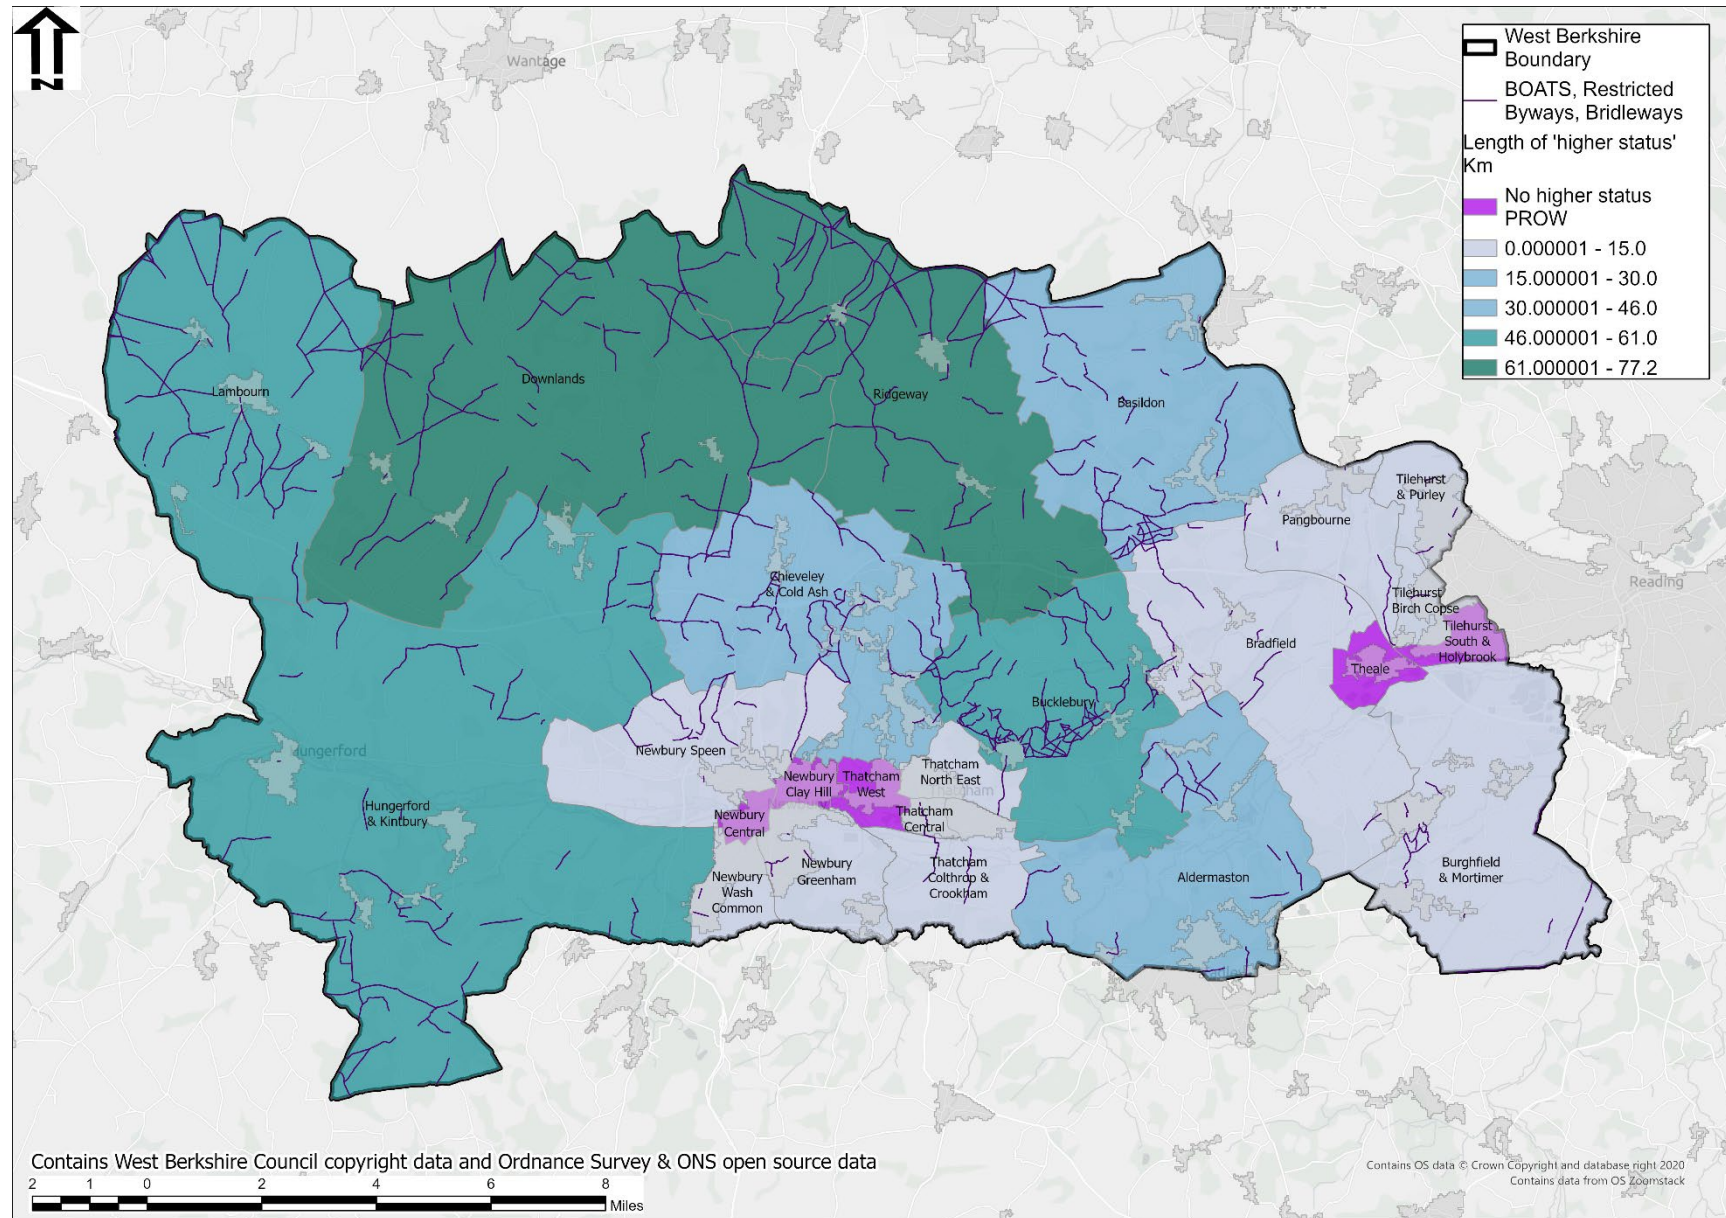 N
Wantage
West Berkshire
Boundary
BOATS, Restricted
Byways, Bridleways
Length of 'higher status'
Km
No higher status
PROW
0.000001 - 15.0
15.000001 - 30.0
30.000001 - 46.0
46.000001 - 61.0
61.000001 - 77.2
Lambourn
Downlands
Ridgeway
Basildon
Tilehurst
& Purley
Pangbourne
Chieveley
& Cold Ash
Reading
Tilehurst
Birch Copse
Tilehurst
South &
Holybrook
Bradfield
Theale
Bucklebury
Newbury Speen
Hungerford
& Kintbury
Newbury
Clay Hill
Thatcham
West
Thatcham
North East
Thatcham
Newbury
Central
Thatcham
Central
Newbury
Wash
Common
Newbury
Greenham
Thatcham
Colthrop &
Crookham
Aldermaston
Burghfield
& Mortimer
Contains West Berkshire Council copyright data and Ordnance Survey & ONS open source data
2 1 0 2 4 6 8
Miles
Contains OS data © Crown Copyright and database right 2020
Contains data from OS Zoomstack